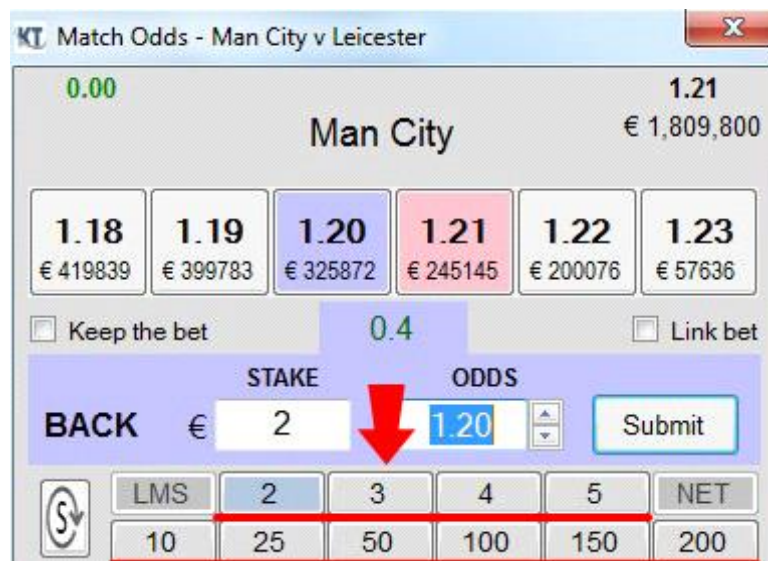 KT Match Odds - Man City v Leicester X
0.00 1.21
Man City € 1,809,800
1.18 1.19 1.20 1.21 1.22 1.23
€ 419839 € 399783 € 325872 € 245145 € 200076 € 57636
Keep the bet 0.4 Link bet
STAKE ODDS
BACK € 2 1.20 Submit
S LMS 2 3 4 5 NET
10 25 50 100 150 200